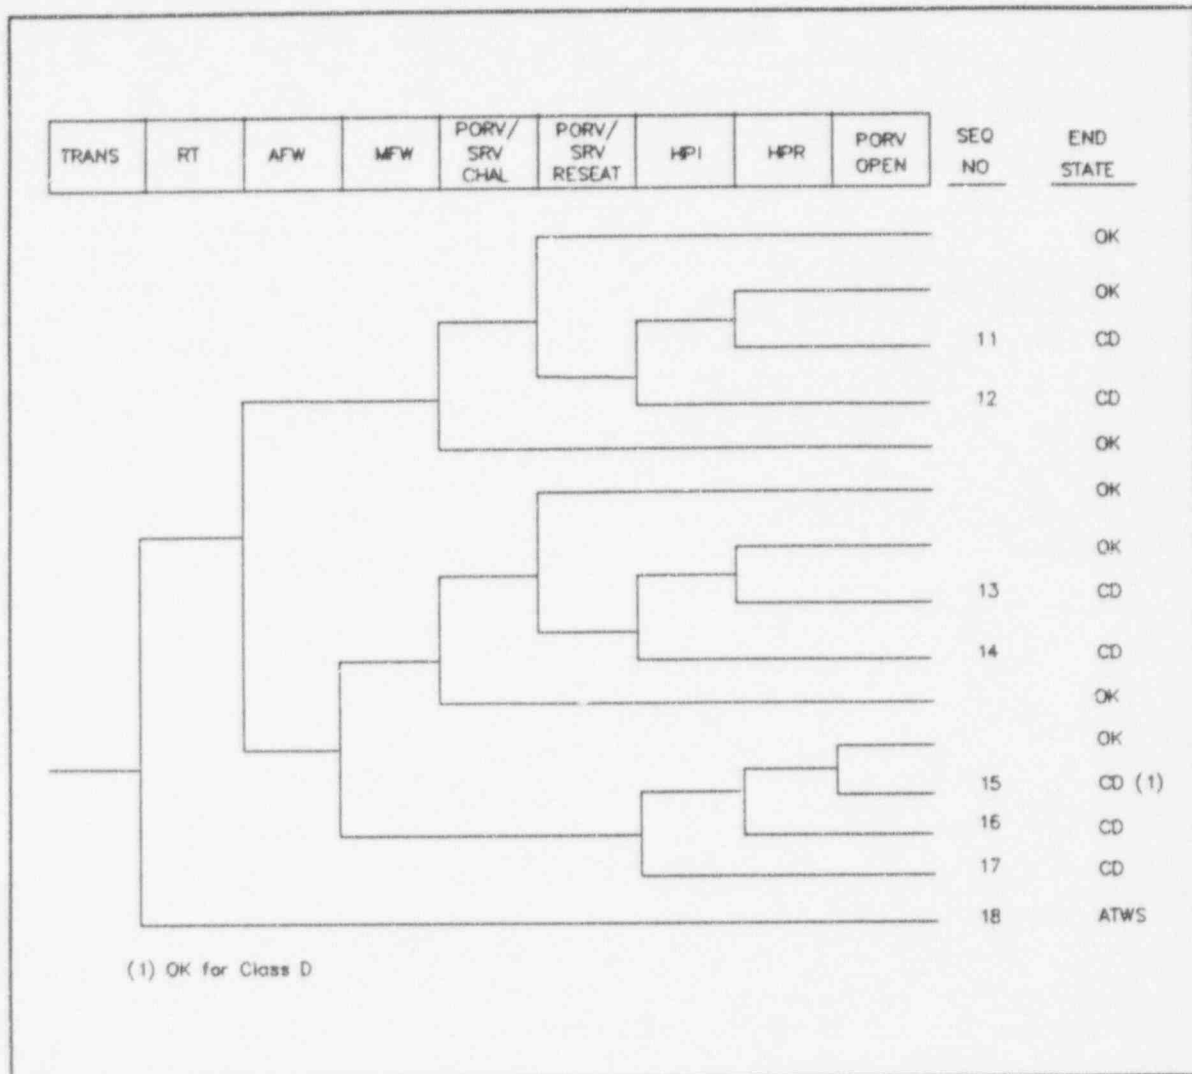 TRANS RT AFW MFW PORV/ SRV CHAL PORV/ SRV RESEAT HPI HPR PORV OPEN SEQ NO END STATE
OK
OK
11 CD
12 CD
OK
OK
OK
13 CD
14 CD
OK
OK
15 CD (1)
16 CD
17 CD
18 ATWS
(1) OK for Class D